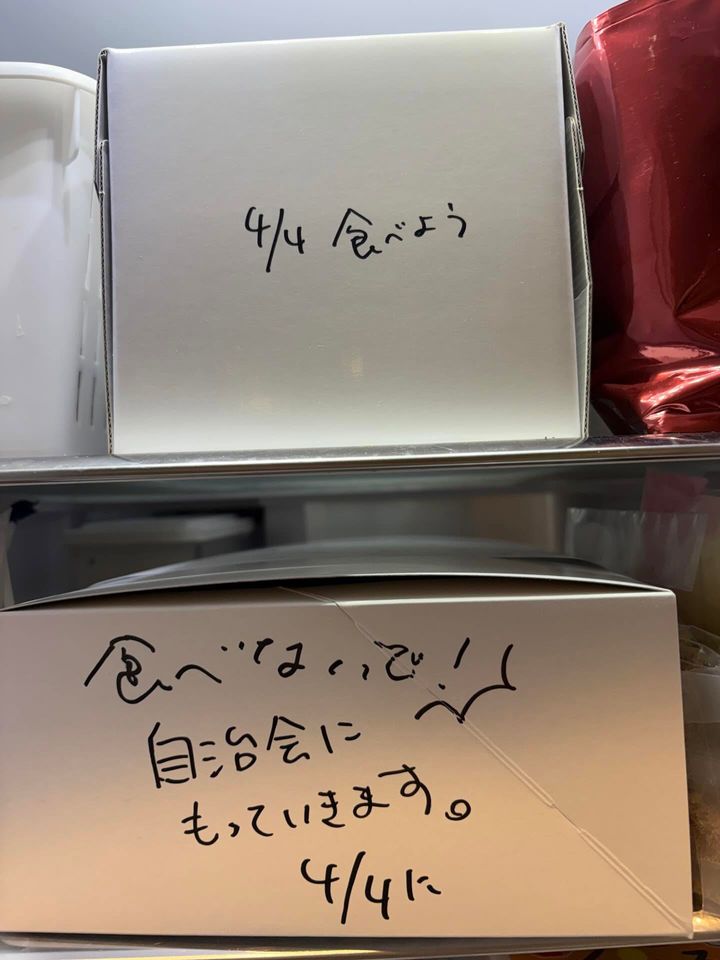 4/4 食べよう
食べないで!
自治会に
もっていきます。
4/4に